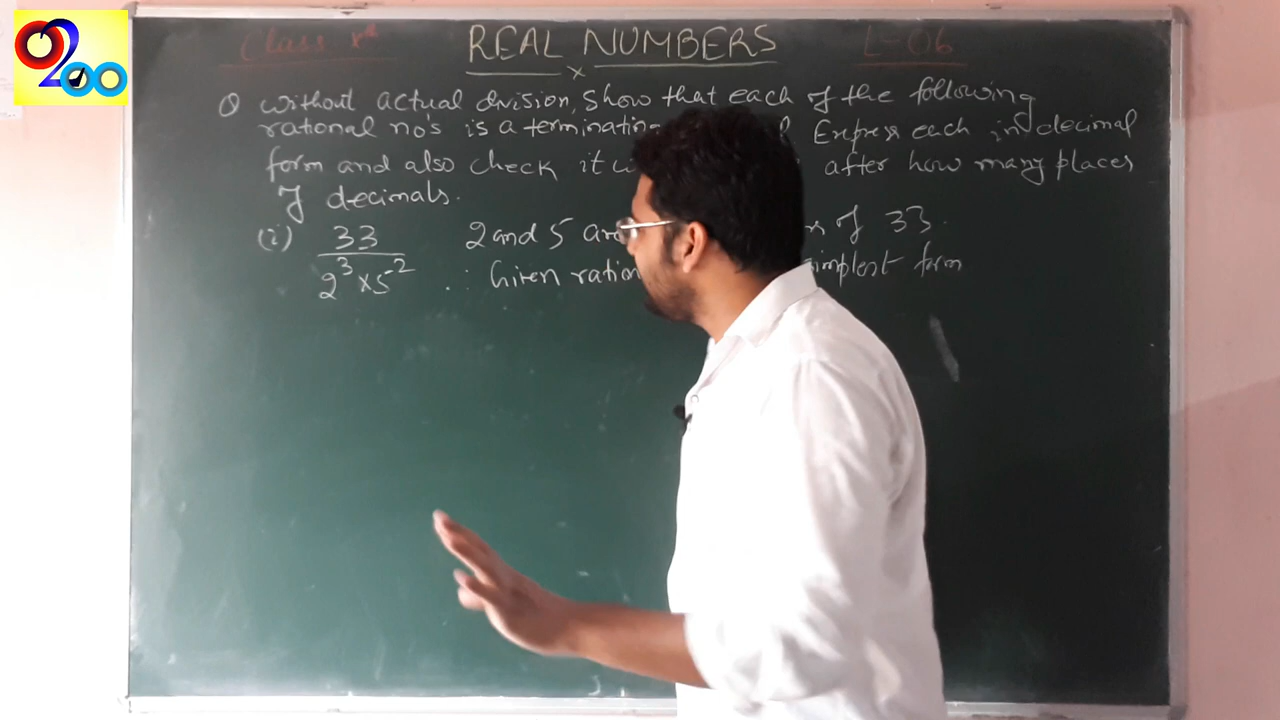 0200
Class Xth REAL NUMBERS L-06
Q without actual division, show that each of the following
rational no's is a terminating Express each in decimal
form and also check it after how many places
of decimals.
(i) 33 2 and 5 are of 33.
2³×5⁻² ∴ Given simplest form